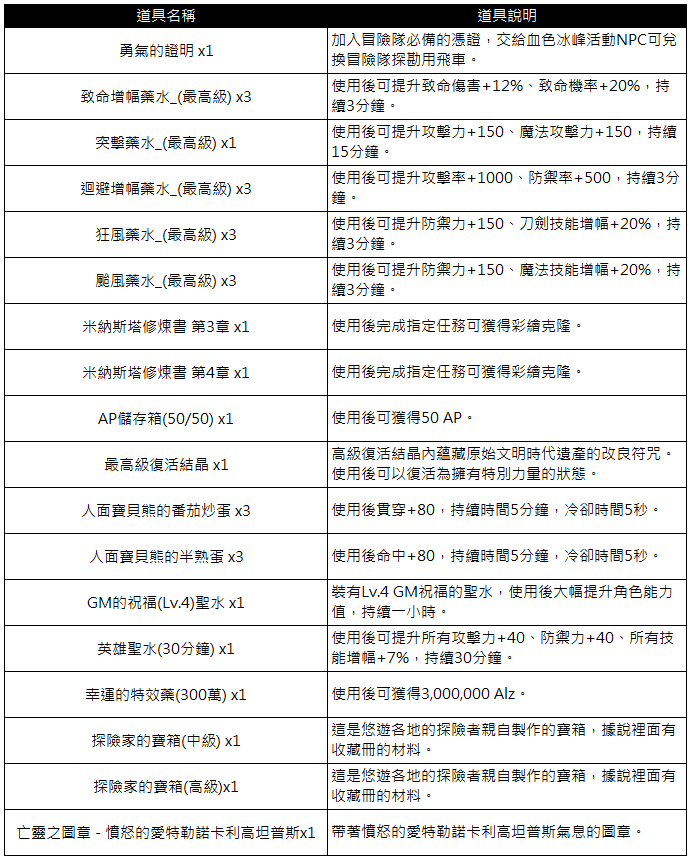 道具名稱 道具說明
勇氣的證明 x1 加入冒險隊必備的憑證，交給血色冰峰活動NPC可兌
換冒險隊探勘用飛車。
致命增幅藥水_(最高級) x3 使用後可提升致命傷害+12%、致命機率+20%，持
續3分鐘。
突擊藥水_(最高級) x1 使用後可提升攻擊力+150、魔法攻擊力+150，持續
15分鐘。
迴避增幅藥水_(最高級) x3 使用後可提升攻擊率+1000、防禦率+500，持續3分
鐘。
狂風藥水_(最高級) x3 使用後可提升防禦力+150、刀劍技能增幅+20%，持
續3分鐘。
颱風藥水_(最高級) x3 使用後可提升防禦力+150、魔法技能增幅+20%，持
續3分鐘。
米納斯塔修煉書 第3章 x1 使用後完成指定任務可獲得彩繪克隆。
米納斯塔修煉書 第4章 x1 使用後完成指定任務可獲得彩繪克隆。
AP儲存箱(50/50) x1 使用後可獲得50 AP。
最高級復活結晶 x1 高級復活結晶內蘊藏原始文明時代遺產的改良符咒。
使用後可以復活為擁有特別力量的狀態。
人面寶貝熊的番茄炒蛋 x3 使用後貫穿+80，持續時間5分鐘，冷卻時間5秒。
人面寶貝熊的半熟蛋 x3 使用後命中+80，持續時間5分鐘，冷卻時間5秒。
GM的祝福(Lv.4)聖水 x1 裝有Lv.4 GM祝福的聖水，使用後大幅提升角色能力
值，持續一小時。
英雄聖水(30分鐘) x1 使用後可提升所有攻擊力+40、防禦力+40、所有技
能增幅+7%，持續30分鐘。
幸運的特效藥(300萬) x1 使用後可獲得3,000,000 Alz。
探險家的寶箱(中級) x1 這是悠遊各地的探險者親自製作的寶箱，據說裡面有
收藏冊的材料。
探險家的寶箱(高級)x1 這是悠遊各地的探險者親自製作的寶箱，據說裡面有
收藏冊的材料。
亡靈之圖章 - 憤怒的愛特勒諾卡利高坦普斯x1 帶著憤怒的愛特勒諾卡利高坦普斯氣息的圖章。